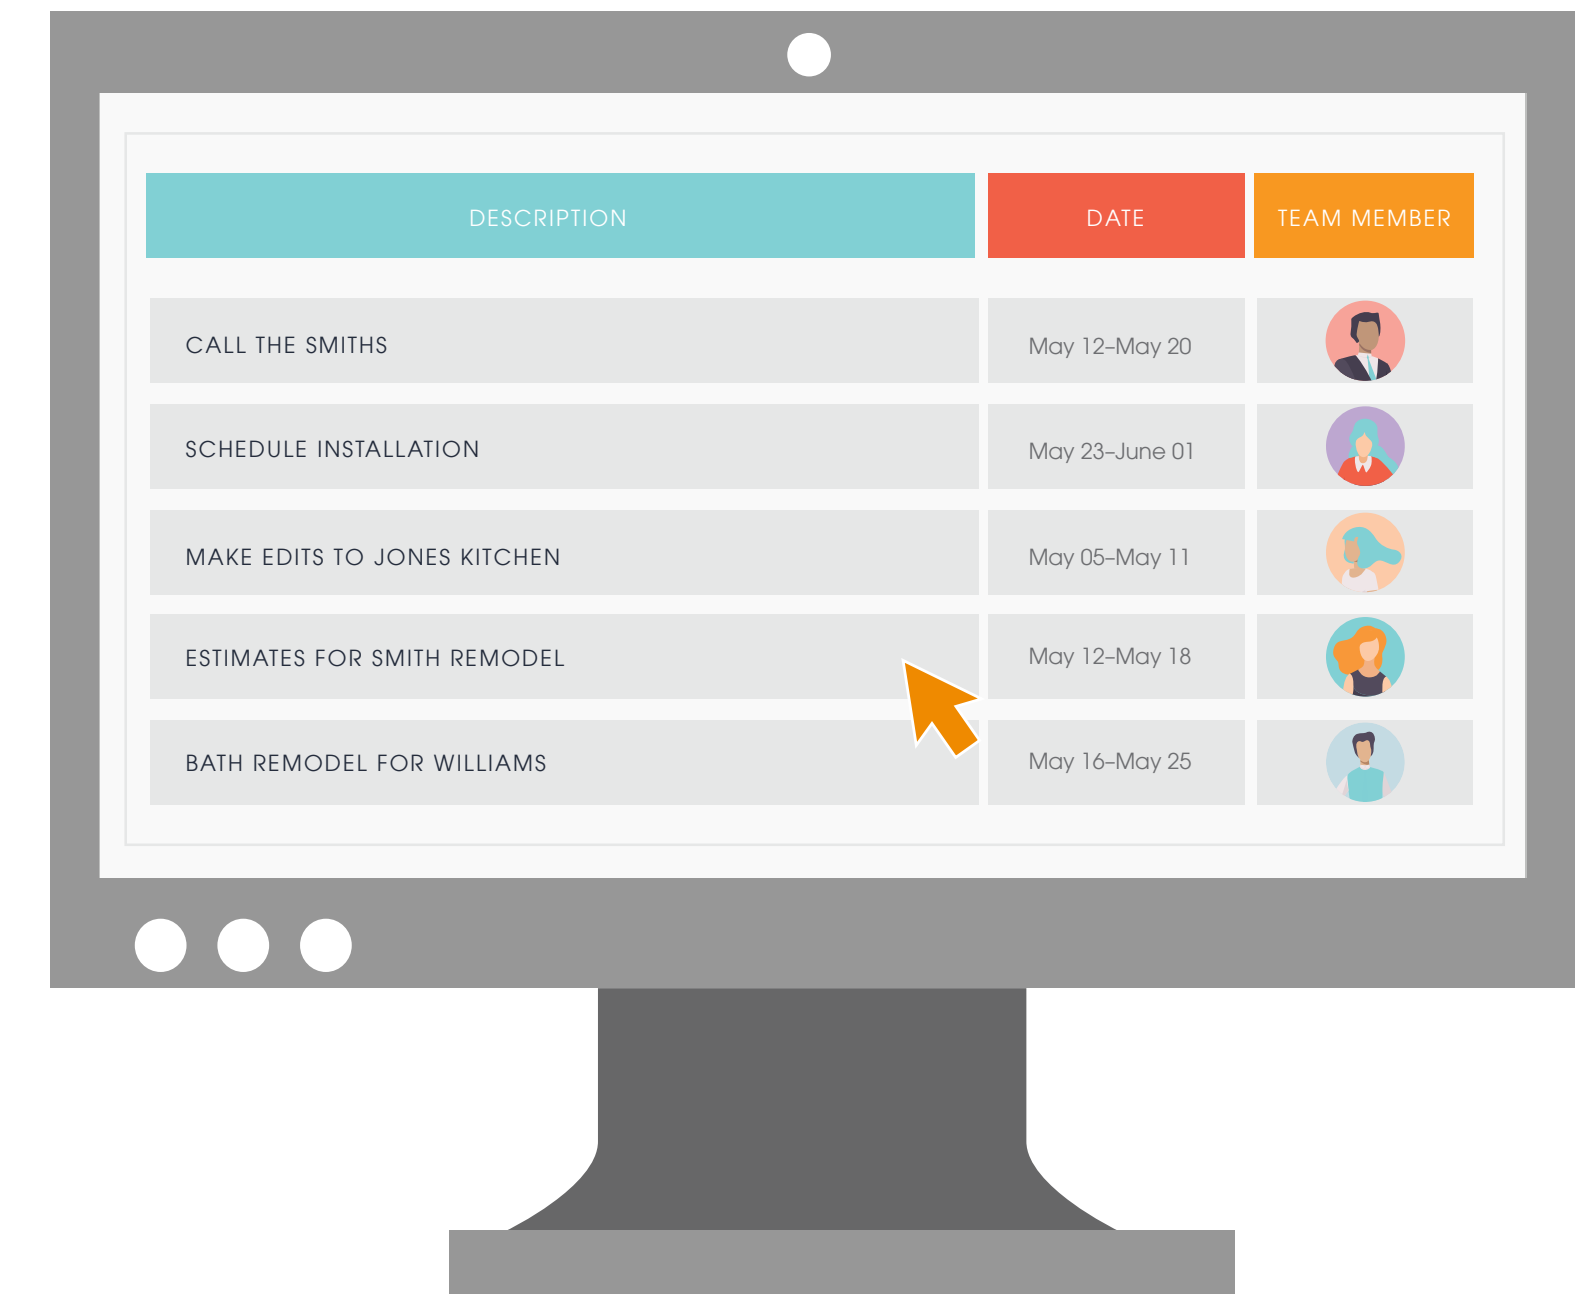 DESCRIPTION DATE TEAM MEMBER
CALL THE SMITHS May 12–May 20
SCHEDULE INSTALLATION May 23–June 01
MAKE EDITS TO JONES KITCHEN May 05–May 11
ESTIMATES FOR SMITH REMODEL May 12–May 18
BATH REMODEL FOR WILLIAMS May 16–May 25